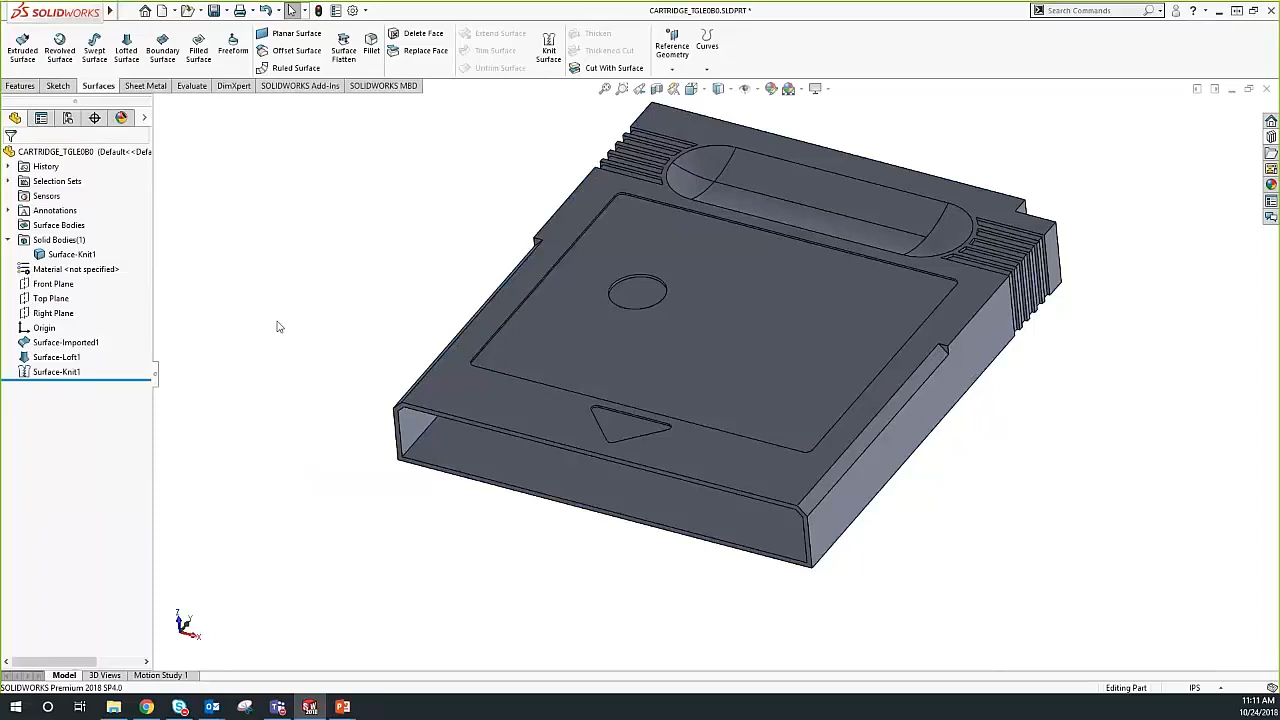 SOLIDWORKS
CARTRIDGE_TGLE0B0.SLDPRT *
Search Commands
Extruded Surface
Revolved Surface
Swept Surface
Lofted Surface
Boundary Surface
Filled Surface
Freeform
Planar Surface
Offset Surface
Ruled Surface
Surface Flatten
Fillet
Delete Face
Replace Face
Extend Surface
Trim Surface
Untrim Surface
Knit Surface
Thicken
Thickened Cut
Cut With Surface
Reference Geometry
Curves
Features
Sketch
Surfaces
Sheet Metal
Evaluate
DimXpert
SOLIDWORKS Add-Ins
SOLIDWORKS MBD
CARTRIDGE_TGLE0B0 (Default<<Defa
History
Selection Sets
Sensors
Annotations
Surface Bodies
Solid Bodies(1)
Surface-Knit1
Material <not specified>
Front Plane
Top Plane
Right Plane
Origin
Surface-Imported1
Surface-Loft1
Surface-Knit1
Z
Y
X
Model
3D Views
Motion Study 1
SOLIDWORKS Premium 2018 SP4.0
Editing Part
IPS
11:11 AM
10/24/2018